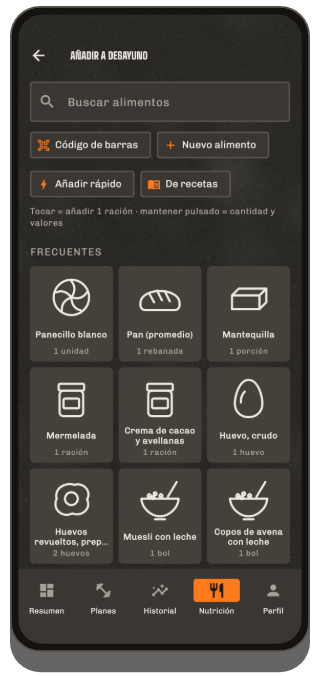 AÑADIR A DESAYUNO
Buscar alimentos
Código de barras
Nuevo alimento
Añadir rápido
De recetas
Tocar = añadir 1 ración · mantener pulsado = cantidad y
valores
FRECUENTES
Panecillo blanco
1 unidad
Pan (promedio)
1 rebanada
Mantequilla
1 porción
Mermelada
1 ración
Crema de cacao
y avellanas
1 ración
Huevo, crudo
1 huevo
Huevos
revueltos, prep...
2 huevos
Muesli con leche
1 bol
Copos de avena
con leche
1 bol
Resumen
Planes
Historial
Nutrición
Perfil